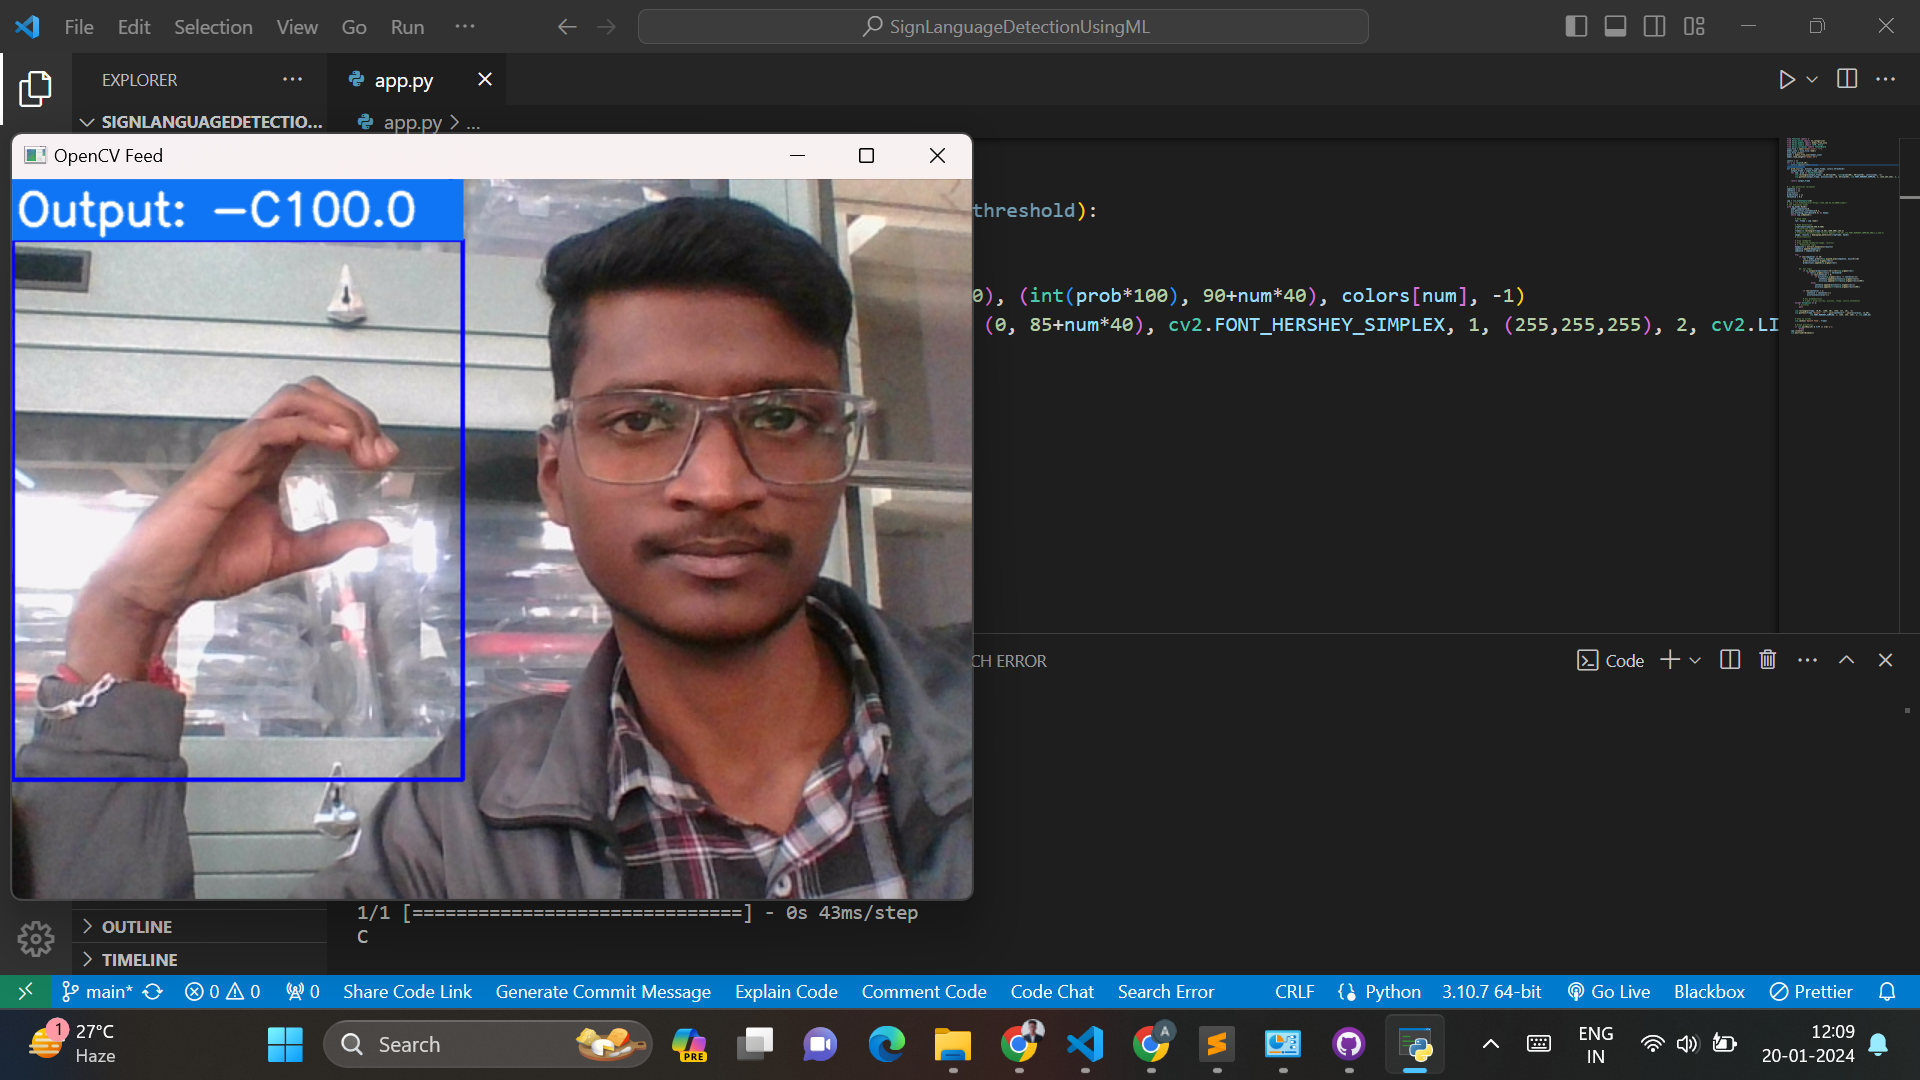 File Edit Selection View Go Run ...
SignLanguageDetectionUsingML
EXPLORER
app.py
SIGNLANGUAGEDETECTIO...
app.py > ...
OpenCV Feed
Output: -C100.0
threshold):
0), (int(prob*100), 90+num*40), colors[num], -1)
(0, 85+num*40), cv2.FONT_HERSHEY_SIMPLEX, 1, (255,255,255), 2, cv2.LI
CH ERROR
Code
1/1 [==============================] - 0s 43ms/step
C
OUTLINE
TIMELINE
main* 0 0 0 Share Code Link Generate Commit Message Explain Code Comment Code Code Chat Search Error CRLF Python 3.10.7 64-bit Go Live Blackbox Prettier
1 27°C
Haze
Search
PRE
A
ENG
IN
12:09
20-01-2024